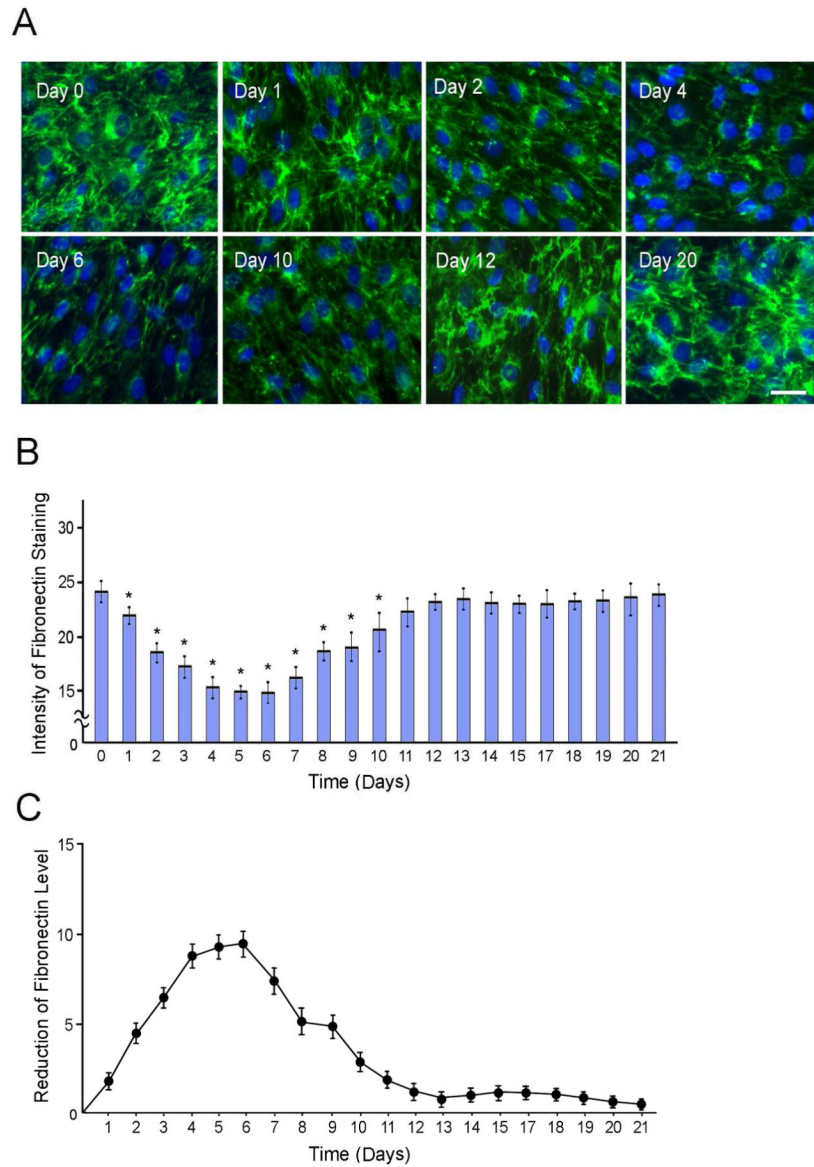 A
Day 0
Day 1
Day 2
Day 4
Day 6
Day 10
Day 12
Day 20
B
Intensity of Fibronectin Staining
30
25
20
15
0
* * * * * * * * * *
0 1 2 3 4 5 6 7 8 9 10 11 12 13 14 15 17 18 19 20 21
Time (Days)
C
Reduction of Fibronectin Level
15
10
5
0
1 2 3 4 5 6 7 8 9 10 11 12 13 14 15 17 18 19 20 21
Time (Days)